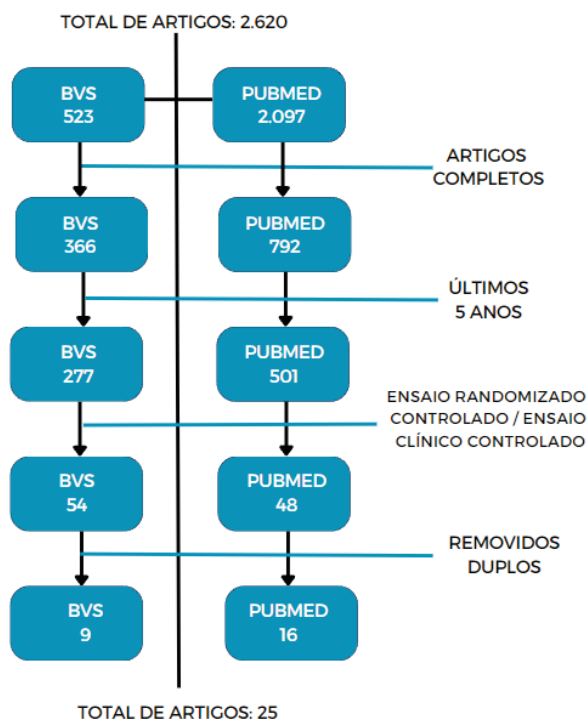 TOTAL DE ARTIGOS: 2.620
BVS
523
PUBMED
2.097
ARTIGOS
COMPLETOS
BVS
366
PUBMED
792
ÚLTIMOS
5 ANOS
BVS
277
PUBMED
501
ENSAIO RANDOMIZADO
CONTROLADO / ENSAIO
CLÍNICO CONTROLADO
BVS
54
PUBMED
48
REMOVIDOS
DUPLOS
BVS
9
PUBMED
16
TOTAL DE ARTIGOS: 25